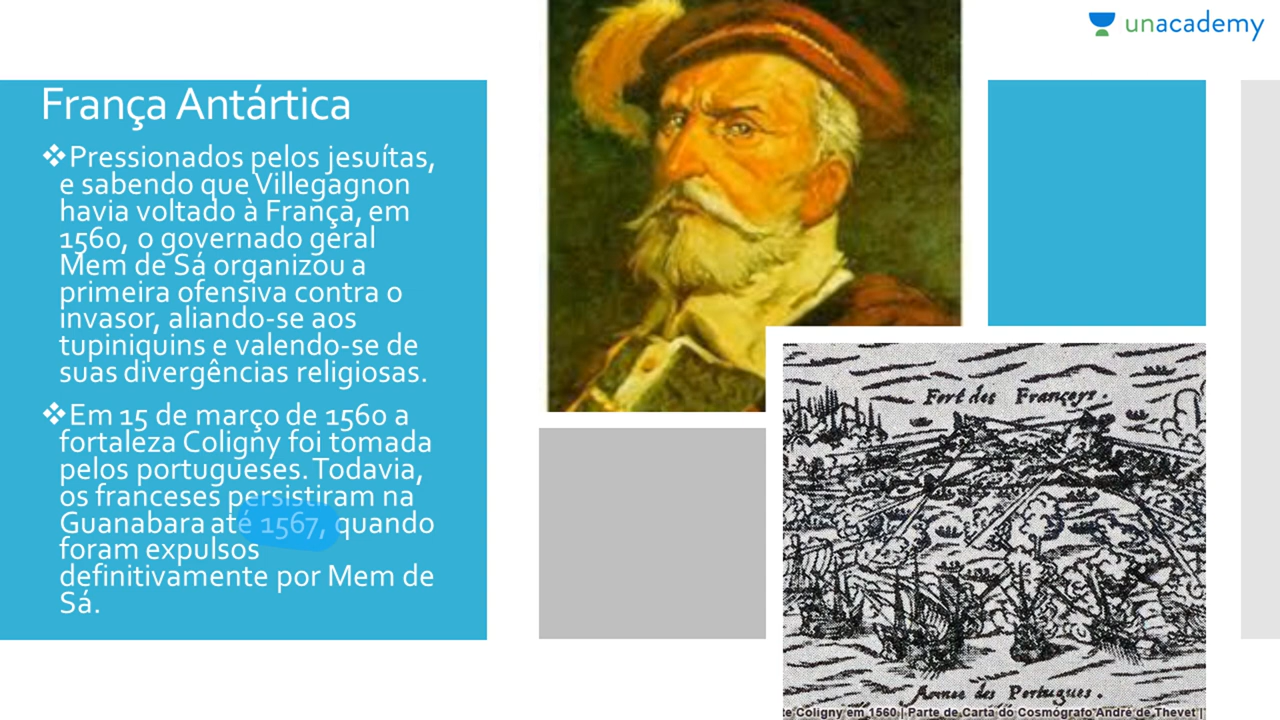 unacademy
França Antártica
❖Pressionados pelos jesuítas,
e sabendo que Villegagnon
havia voltado à França, em
1560, o governado geral
Mem de Sá organizou a
primeira ofensiva contra o
invasor, aliando-se aos
tupiniquins e valendo-se de
suas divergências religiosas.
❖Em 15 de março de 1560 a
fortaleza Coligny foi tomada
pelos portugueses. Todavia,
os franceses persistiram na
Guanabara até 1567, quando
foram expulsos
definitivamente por Mem de
Sá.
Fort des Françoys.
Armee des Portugues.
te Coligny em 1560 | Parte de Carta do Cosmógrafo André de Thevet |